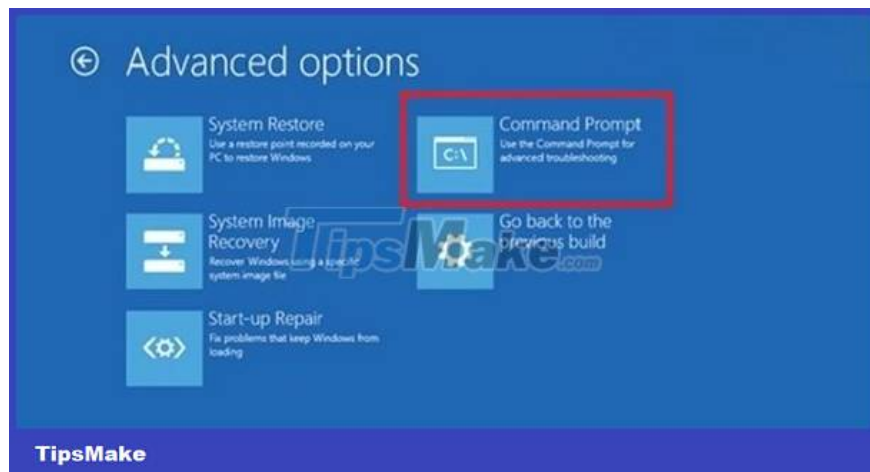 Advanced options
System Restore
Use a restore point recorded on your
PC to restore Windows
Command Prompt
Use the Command Prompt for
advanced troubleshooting
C:\
System Image
Recovery
Recover Windows using a specific
system image file
Go back to the
previous build
TipsMake.com
Start-up Repair
Fix problems that keep Windows from
loading
TipsMake